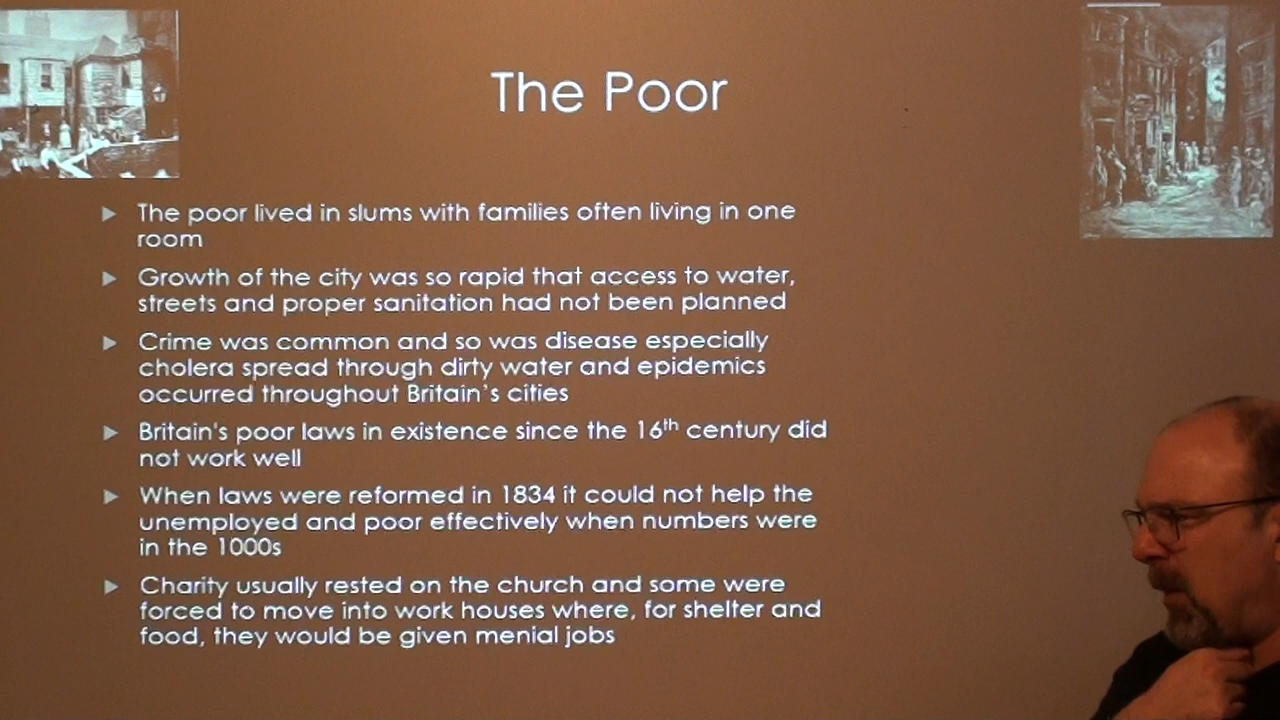 The Poor
The poor lived in slums with families often living in one
room
Growth of the city was so rapid that access to water,
streets and proper sanitation had not been planned
Crime was common and so was disease especially
cholera spread through dirty water and epidemics
occurred throughout Britain's cities
Britain's poor laws in existence since the 16th century did
not work well
When laws were reformed in 1834 it could not help the
unemployed and poor effectively when numbers were
in the 1000s
Charity usually rested on the church and some were
forced to move into work houses where, for shelter and
food, they would be given menial jobs